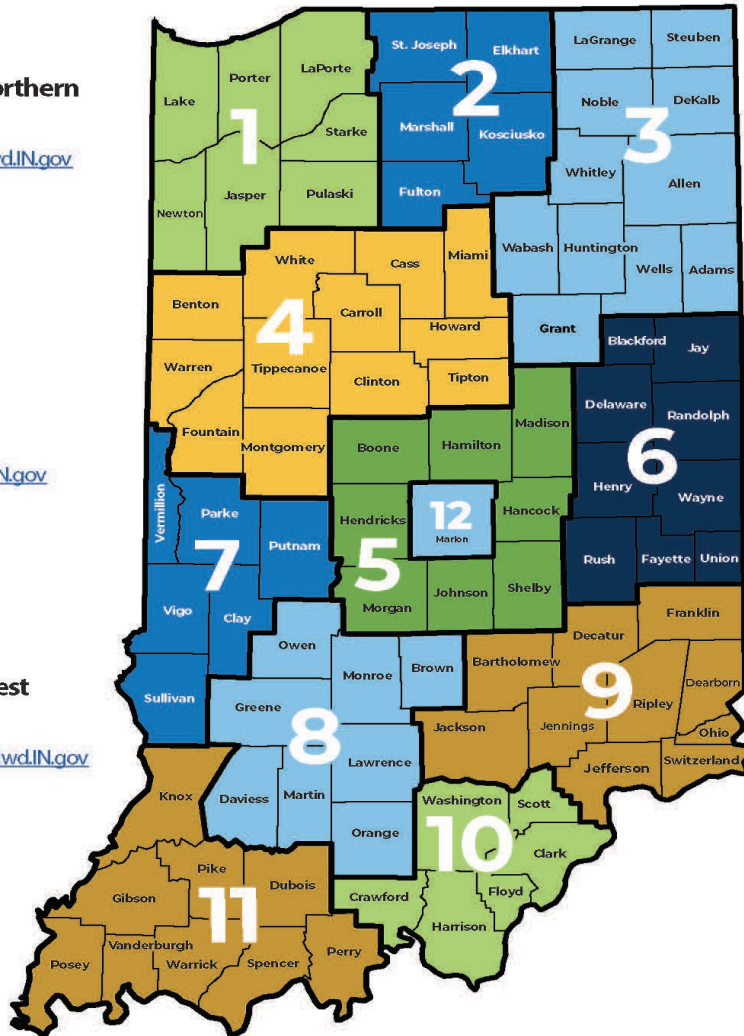 orthern
vd.IN.gov
N.gov
est
wd.IN.gov
St. Joseph
Elkhart
LaGrange
Steuben
LaPorte
Porter
Lake
2
Noble
DeKalb
Marshall
Kosciusko
Starke
1
3
Whitley
Allen
Fulton
Jasper
Pulaski
Newton
Wabash
Huntington
Miami
White
Cass
Wells
Adams
Benton
Carroll
4
Howard
Grant
Blackford
Jay
Warren
Tippecanoe
Clinton
Tipton
Delaware
Randolph
Madison
Fountain
Montgomery
Boone
Hamilton
6
Henry
Wayne
Vermillion
Parke
Hendricks
12
Marion
Hancock
Putnam
7
5
Rush
Fayette
Union
Johnson
Shelby
Morgan
Vigo
Clay
Franklin
Decatur
Owen
Monroe
Brown
Bartholomew
9
Dearborn
Sullivan
Greene
Ripley
Jackson
Jennings
Ohio
8
Lawrence
Switzerland
Jefferson
Knox
Daviess
Martin
Washington
Scott
Orange
10
Clark
Pike
Dubois
Gibson
11
Crawford
Floyd
Harrison
Vanderburgh
Perry
Posey
Warrick
Spencer